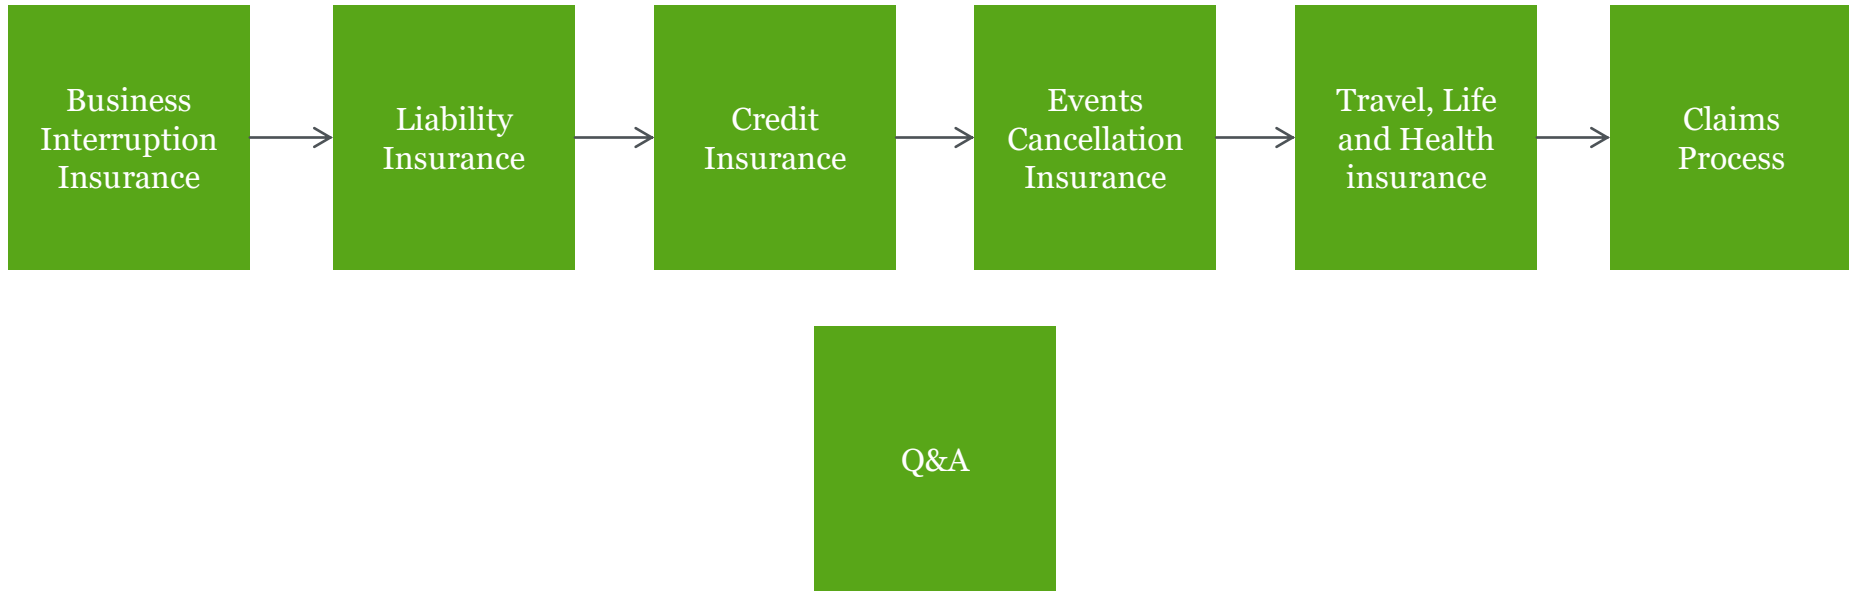 Business
Interruption
Insurance
Liability
Insurance
Credit
Insurance
Events
Cancellation
Insurance
Travel, Life
and Health
insurance
Claims
Process
Q&A